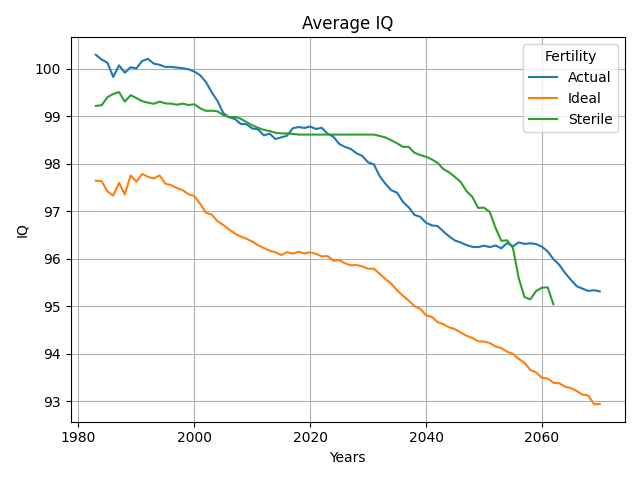 Average IQ
Fertility
Actual
Ideal
Sterile
IQ
100
99
98
97
96
95
94
93
1980
2000
2020
2040
2060
Years